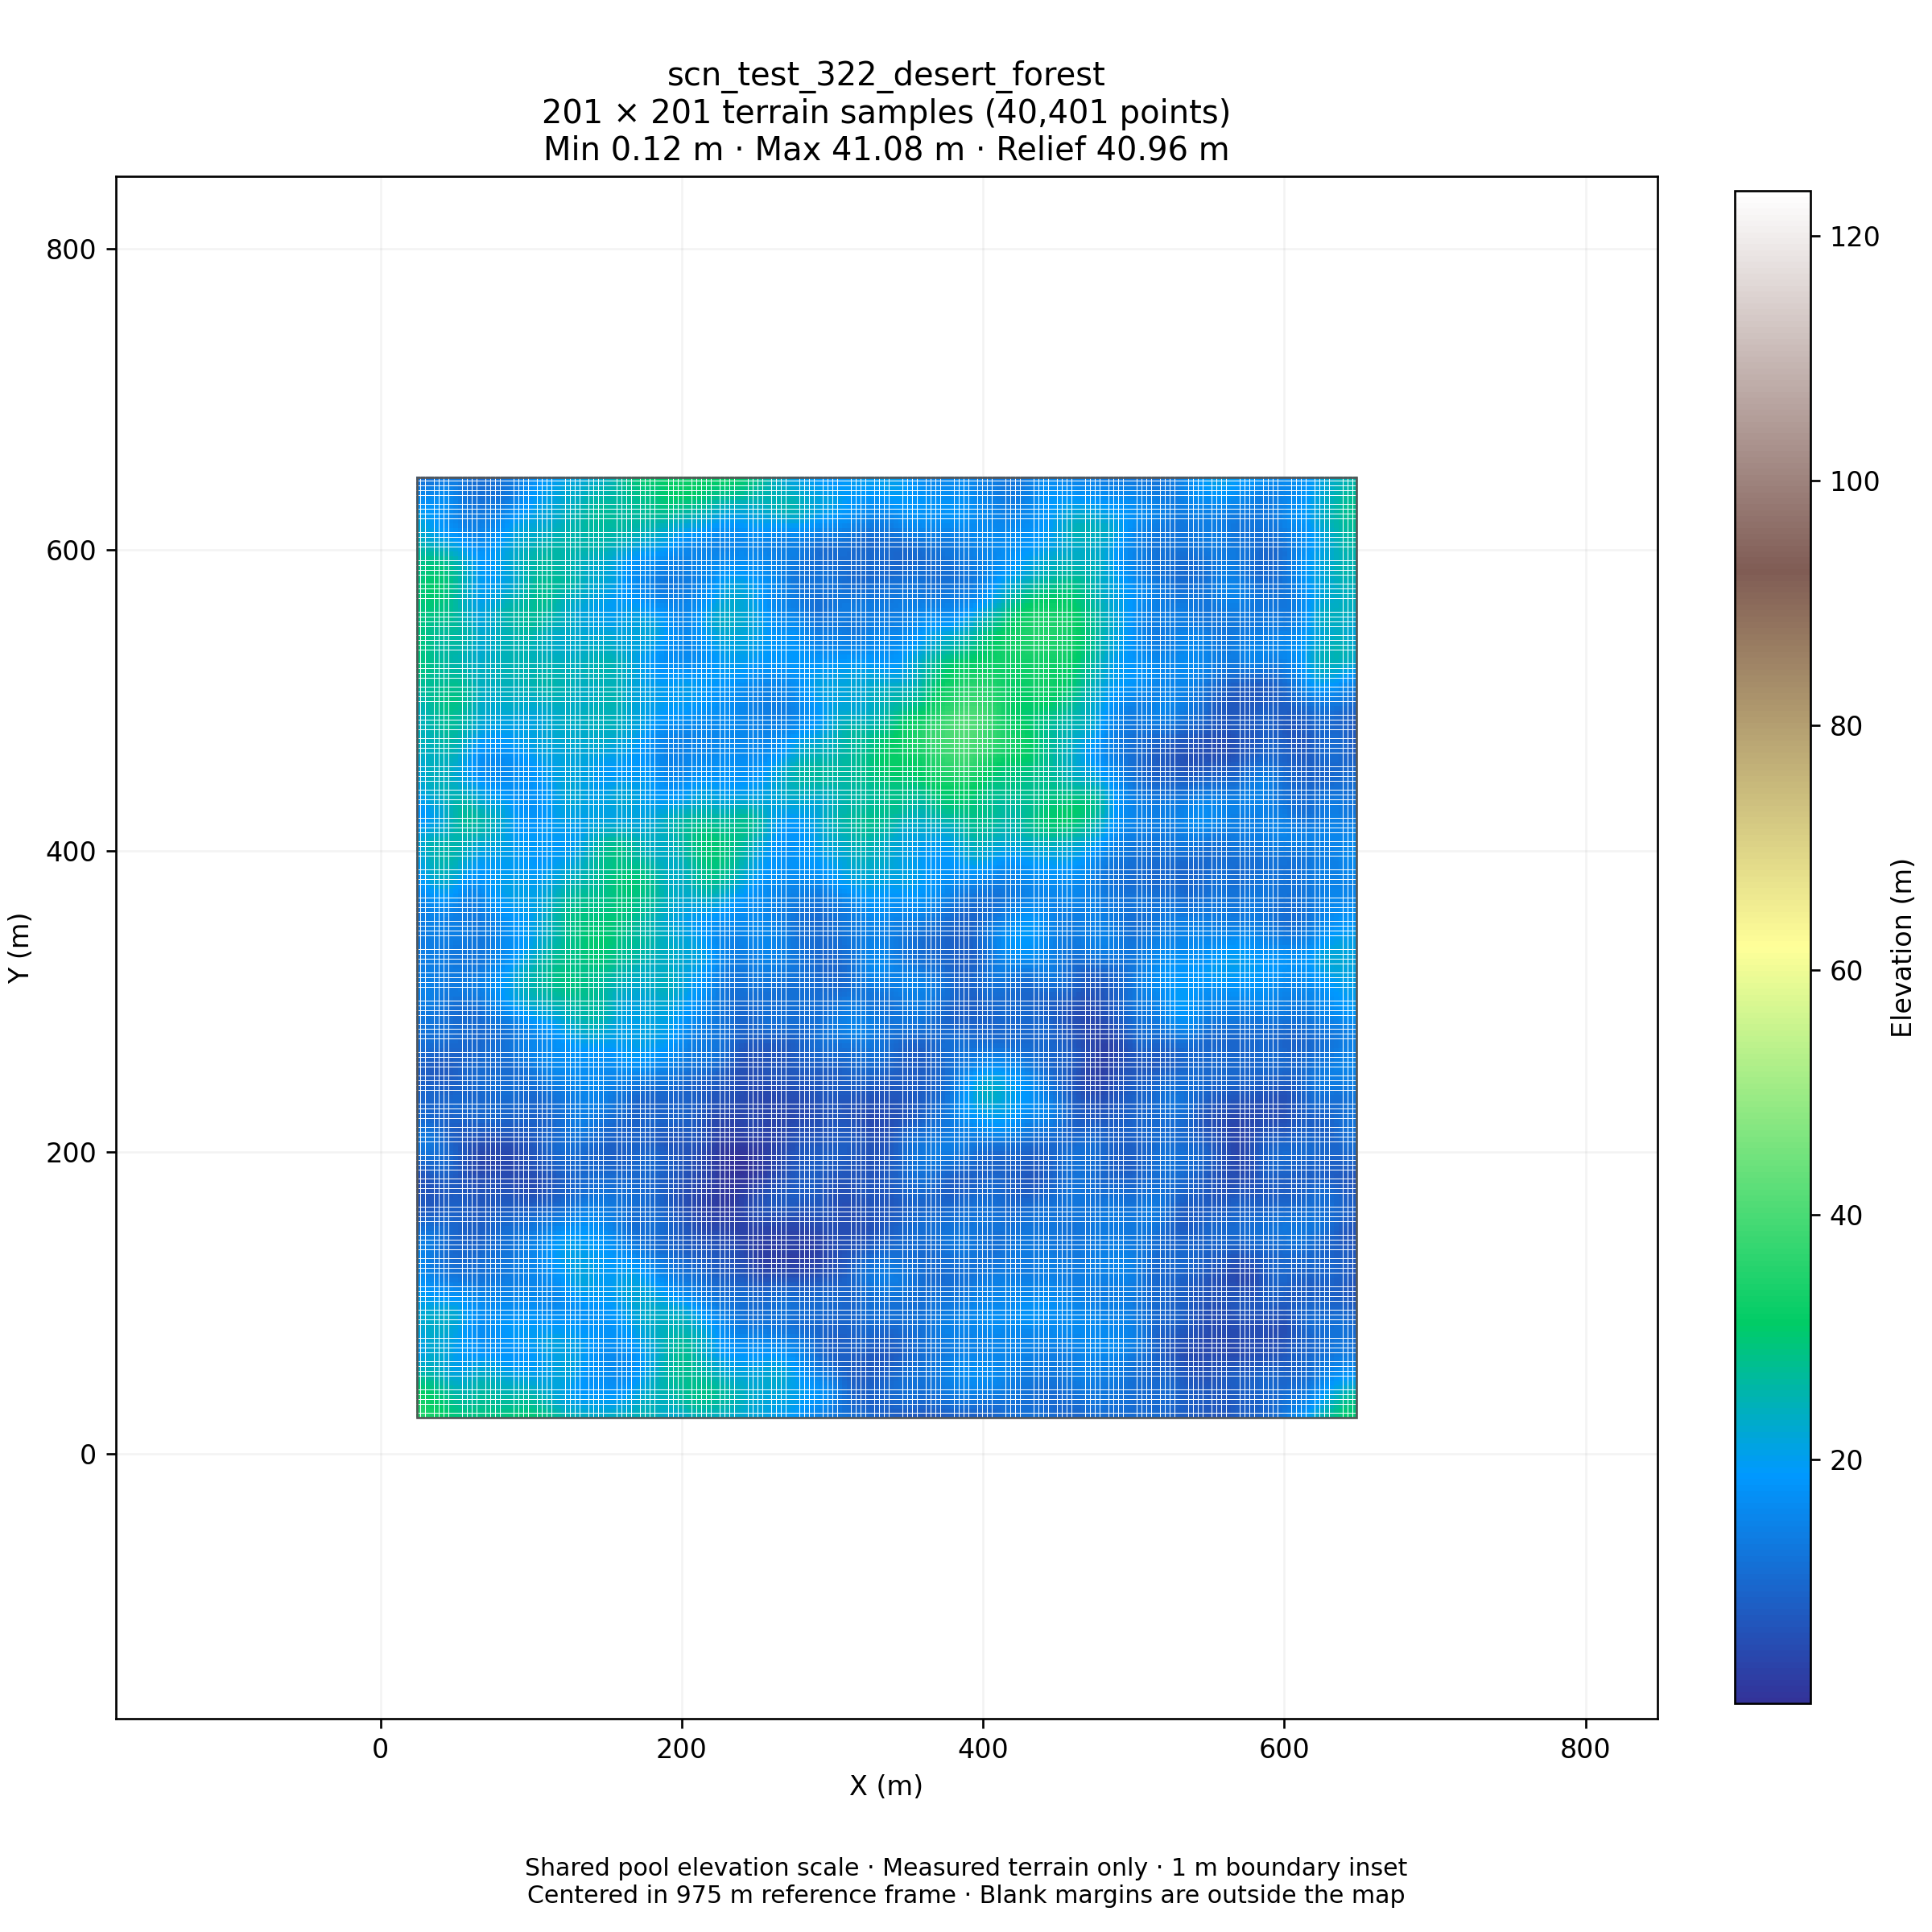 scn_test_322_desert_forest
201 × 201 terrain samples (40,401 points)
Min 0.12 m · Max 41.08 m · Relief 40.96 m
800
600
400
200
0
Y (m)
0 200 400 600 800
X (m)
120
100
80
60
40
20
Elevation (m)
Shared pool elevation scale · Measured terrain only · 1 m boundary inset
Centered in 975 m reference frame · Blank margins are outside the map